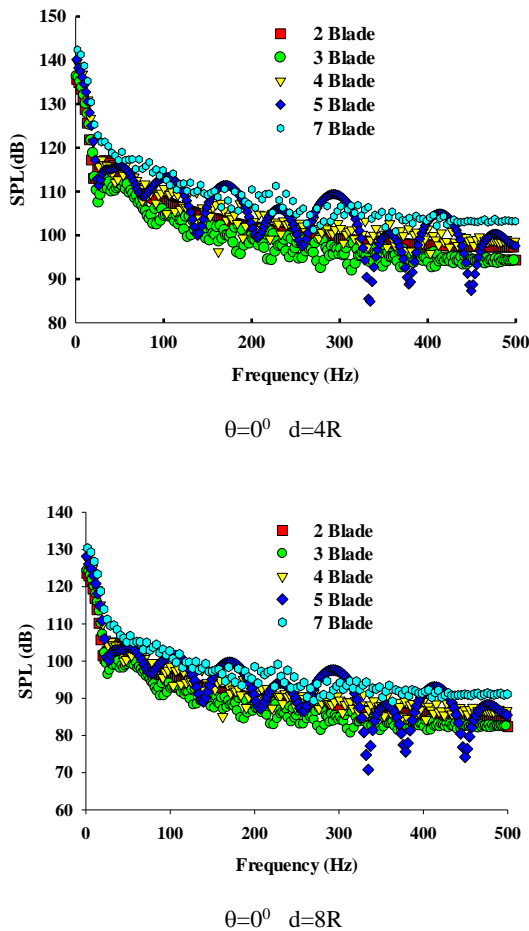 150
140
130
120
110
100
90
80
SPL(dB)
2 Blade
3 Blade
4 Blade
5 Blade
7 Blade
0 100 200 300 400 500
Frequency (Hz)
θ=0⁰ d=4R
140
130
120
110
100
90
80
70
60
SPL (dB)
2 Blade
3 Blade
4 Blade
5 Blade
7 Blade
0 100 200 300 400 500
Frequency (Hz)
θ=0⁰ d=8R